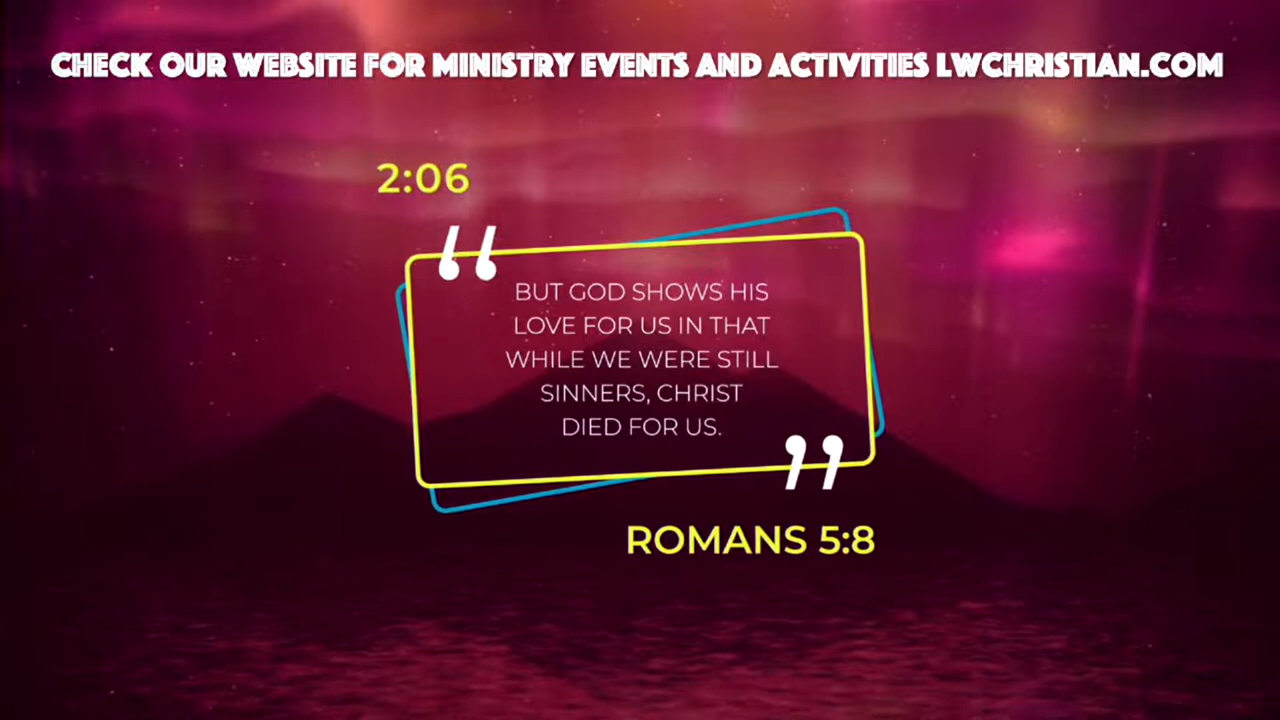 CHECK OUR WEBSITE FOR MINISTRY EVENTS AND ACTIVITIES LWCHRISTIAN.COM
2:06
“
BUT GOD SHOWS HIS
LOVE FOR US IN THAT
WHILE WE WERE STILL
SINNERS, CHRIST
DIED FOR US.
”
ROMANS 5:8